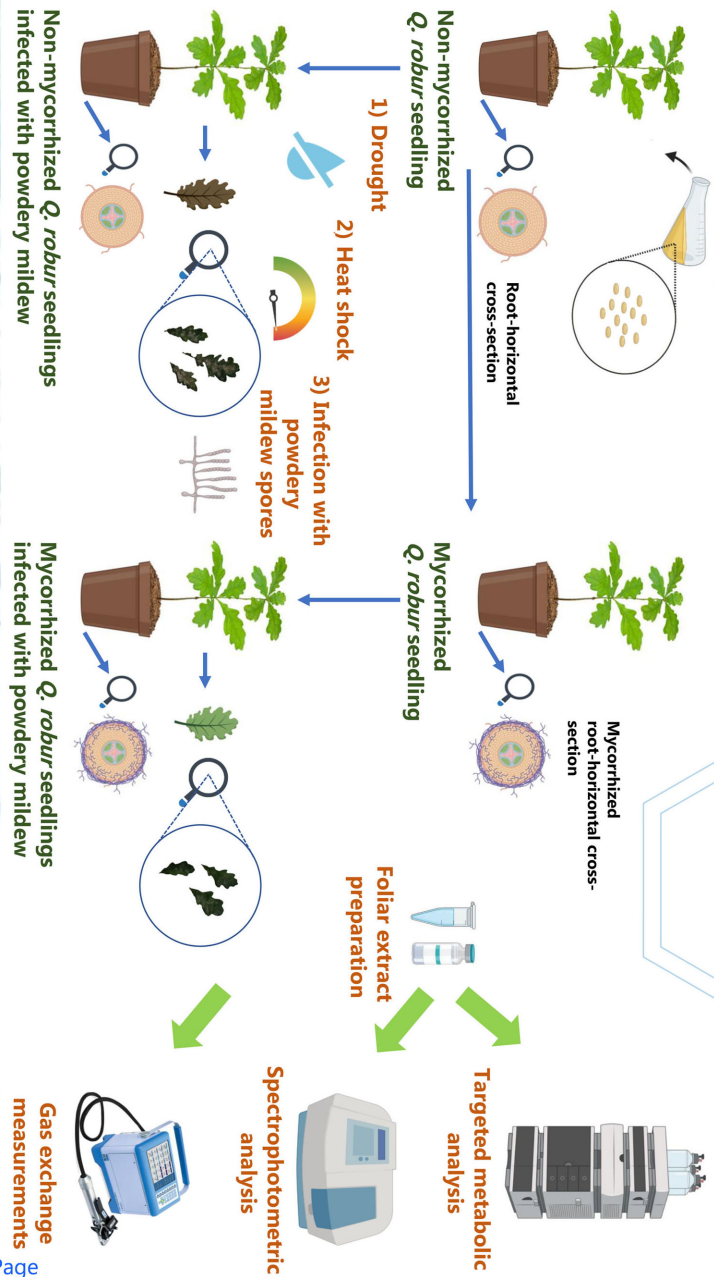 Non-mycorrhized
Q. robur seedling
Root-horizontal
cross-section
Mycorrhized
Q. robur seedling
Mycorrhized
root-horizontal cross-
section
1) Drought
2) Heat shock
3) Infection with
powdery
mildew spores
Non-mycorrhized Q. robur seedlings
infected with powdery mildew
Mycorrhized Q. robur seedlings
infected with powdery mildew
Foliar extract
preparation
Targeted metabolic
analysis
Spectrophotometric
analysis
Gas exchange
measurements
Page